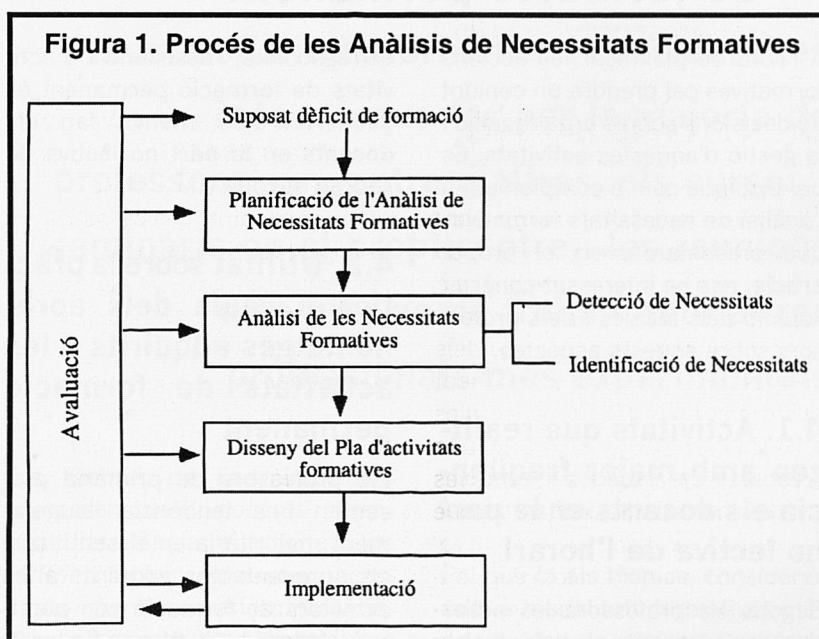 Figura 1. Procés de les Anàlisis de Necessitats Formatives
Suposat dèficit de formació
Planificació de l'Anàlisi de
Necessitats Formatives
Anàlisi de les Necessitats
Formatives
Detecció de Necessitats
Identificació de Necessitats
Disseny del Pla d'activitats
formatives
Implementació
Avaluació